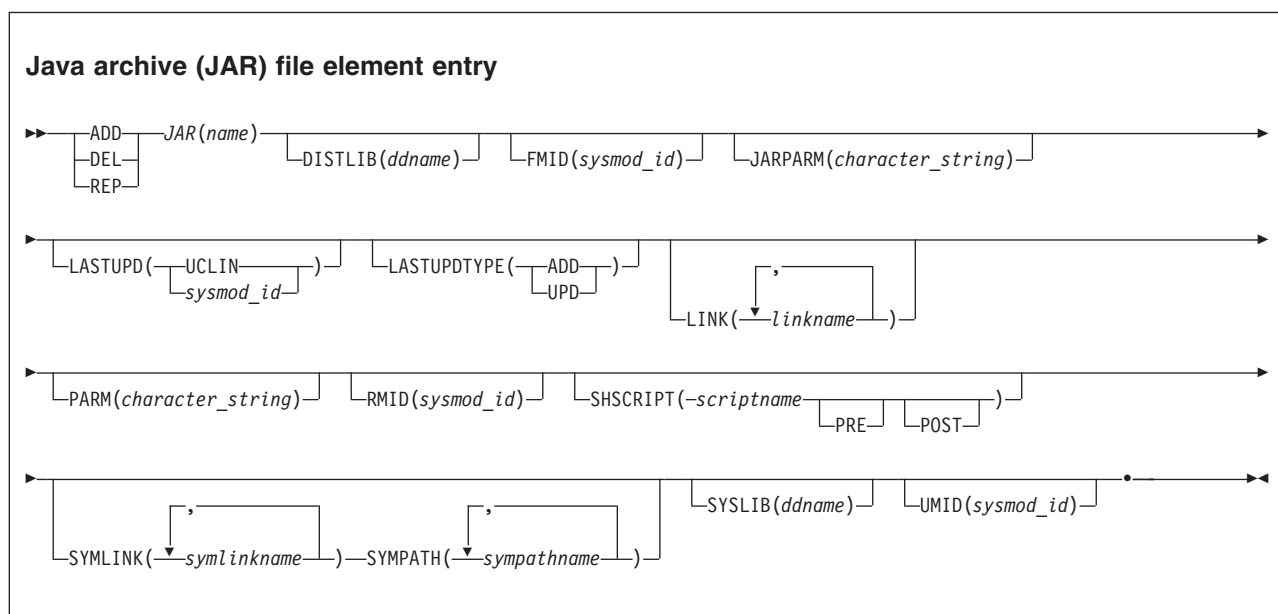 Java archive (JAR) file element entry
ADD JAR(name) DISTLIB(ddname) FMID(sysmod_id) JARPARM(character_string)
DEL
REP
LASTUPD( UCLIN ) LASTUPDTYPE( ADD ) LINK( , linkname )
sysmod_id UPD
PARM(character_string) RMID(sysmod_id) SHSCRIPT( scriptname PRE POST )
SYMLINK( , symlinkname ) SYMPATH( , sympathname ) SYSLIB(ddname) UMID(sysmod_id) .